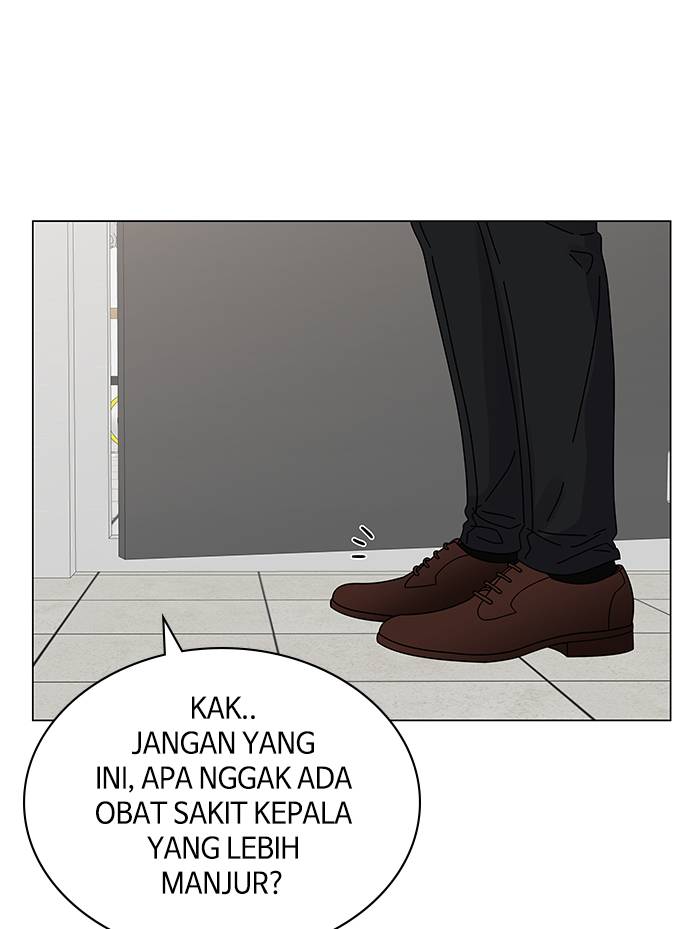 KAK..
JANGAN YANG
INI, APA NGGAK ADA
OBAT SAKIT KEPALA
YANG LEBIH
MANJUR?